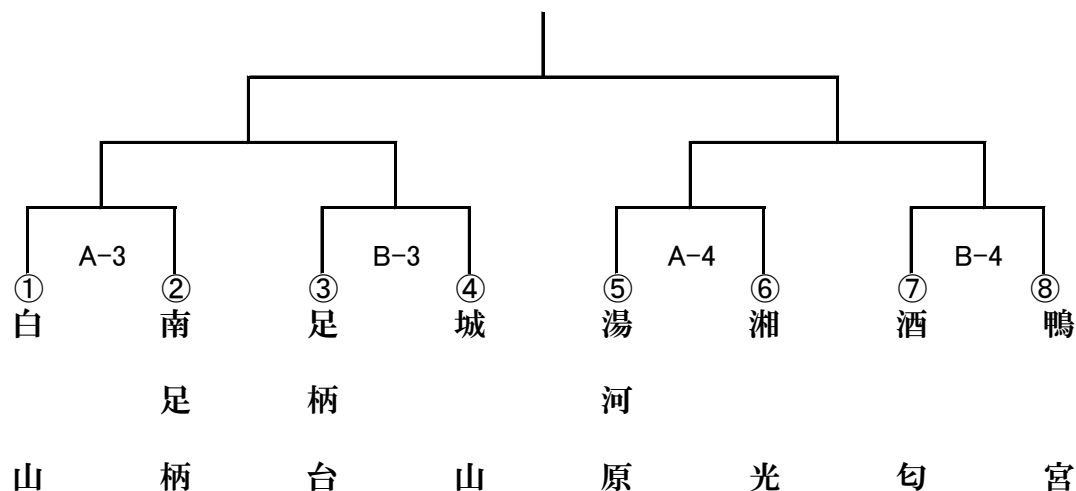 A-3 B-3 A-4 B-4
① ② ③ ④ ⑤ ⑥ ⑦ ⑧
白山
南足柄
足柄台
城山
湯河原
湘光
酒匂
鴨宮